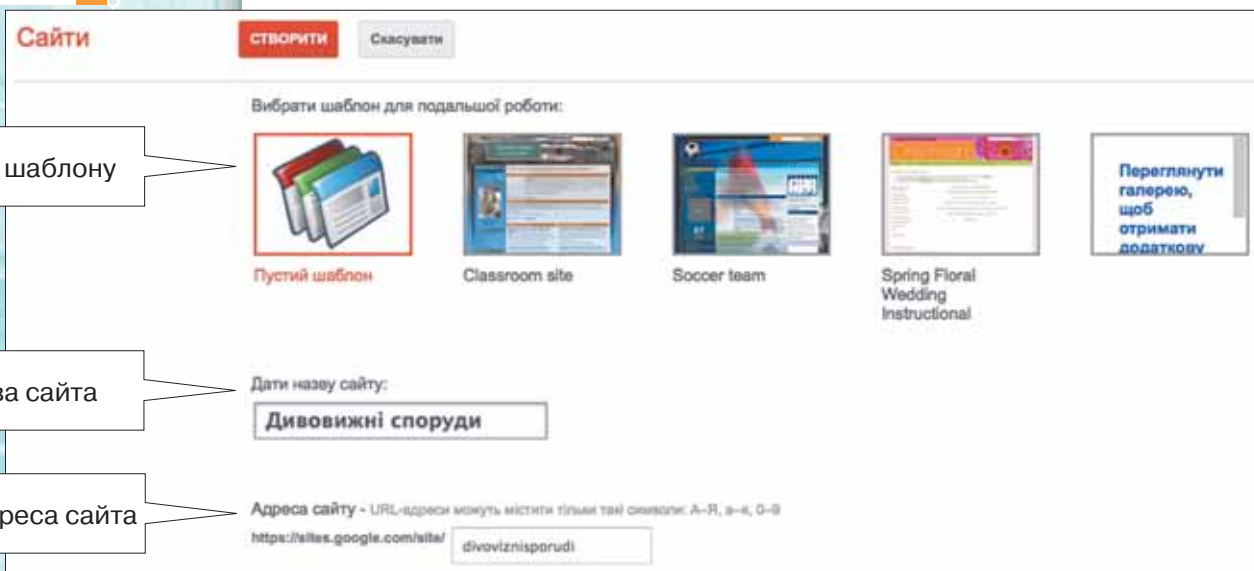 Сайти
СТВОРИТИ Скасувати
Вибрати шаблон для подальшої роботи:
шаблону
Переглянути
галерею,
щоб
отримати
додаткову
Пустий шаблон Classroom site Soccer team Spring Floral
Wedding
Instructional
ва сайта
Дати назву сайту:
Дивовижні споруди
реса сайта
Адреса сайту - URL-адреси можуть містити тільки такі символи: А–Я, а–я, 0–9
https://sites.google.com/site/ divoviznisporudi